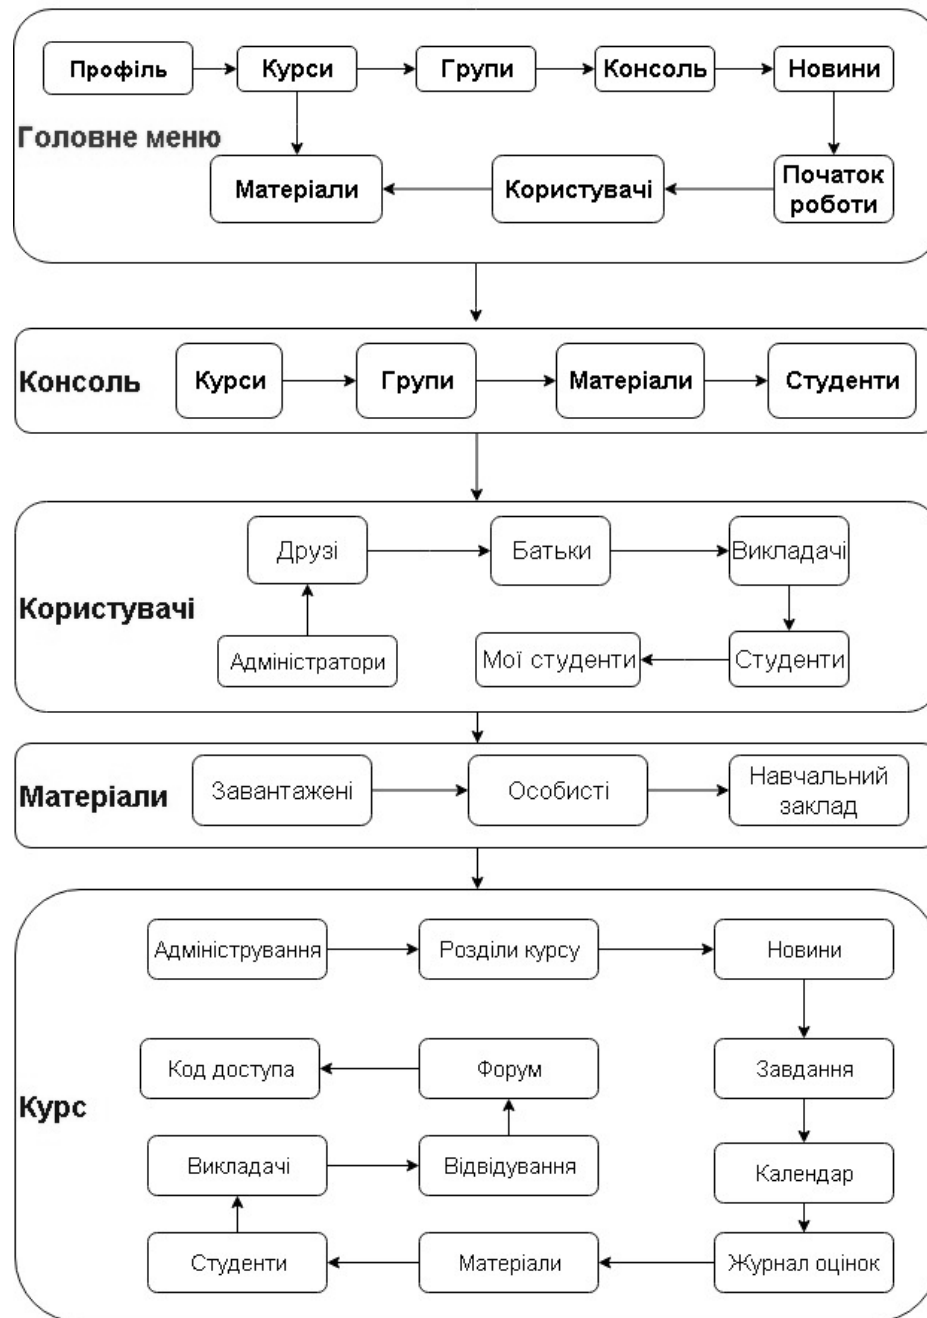 Профіль
Курси
Групи
Консоль
Новини
Головне меню
Матеріали
Користувачі
Початок
роботи
Консоль
Курси
Групи
Матеріали
Студенти
Друзі
Батьки
Викладачі
Користувачі
Адміністратори
Мої студенти
Студенти
Матеріали
Завантажені
Особисті
Навчальний
заклад
Адміністрування
Розділи курсу
Новини
Код доступа
Форум
Завдання
Курс
Викладачі
Відвідування
Календар
Студенти
Матеріали
Журнал оцінок